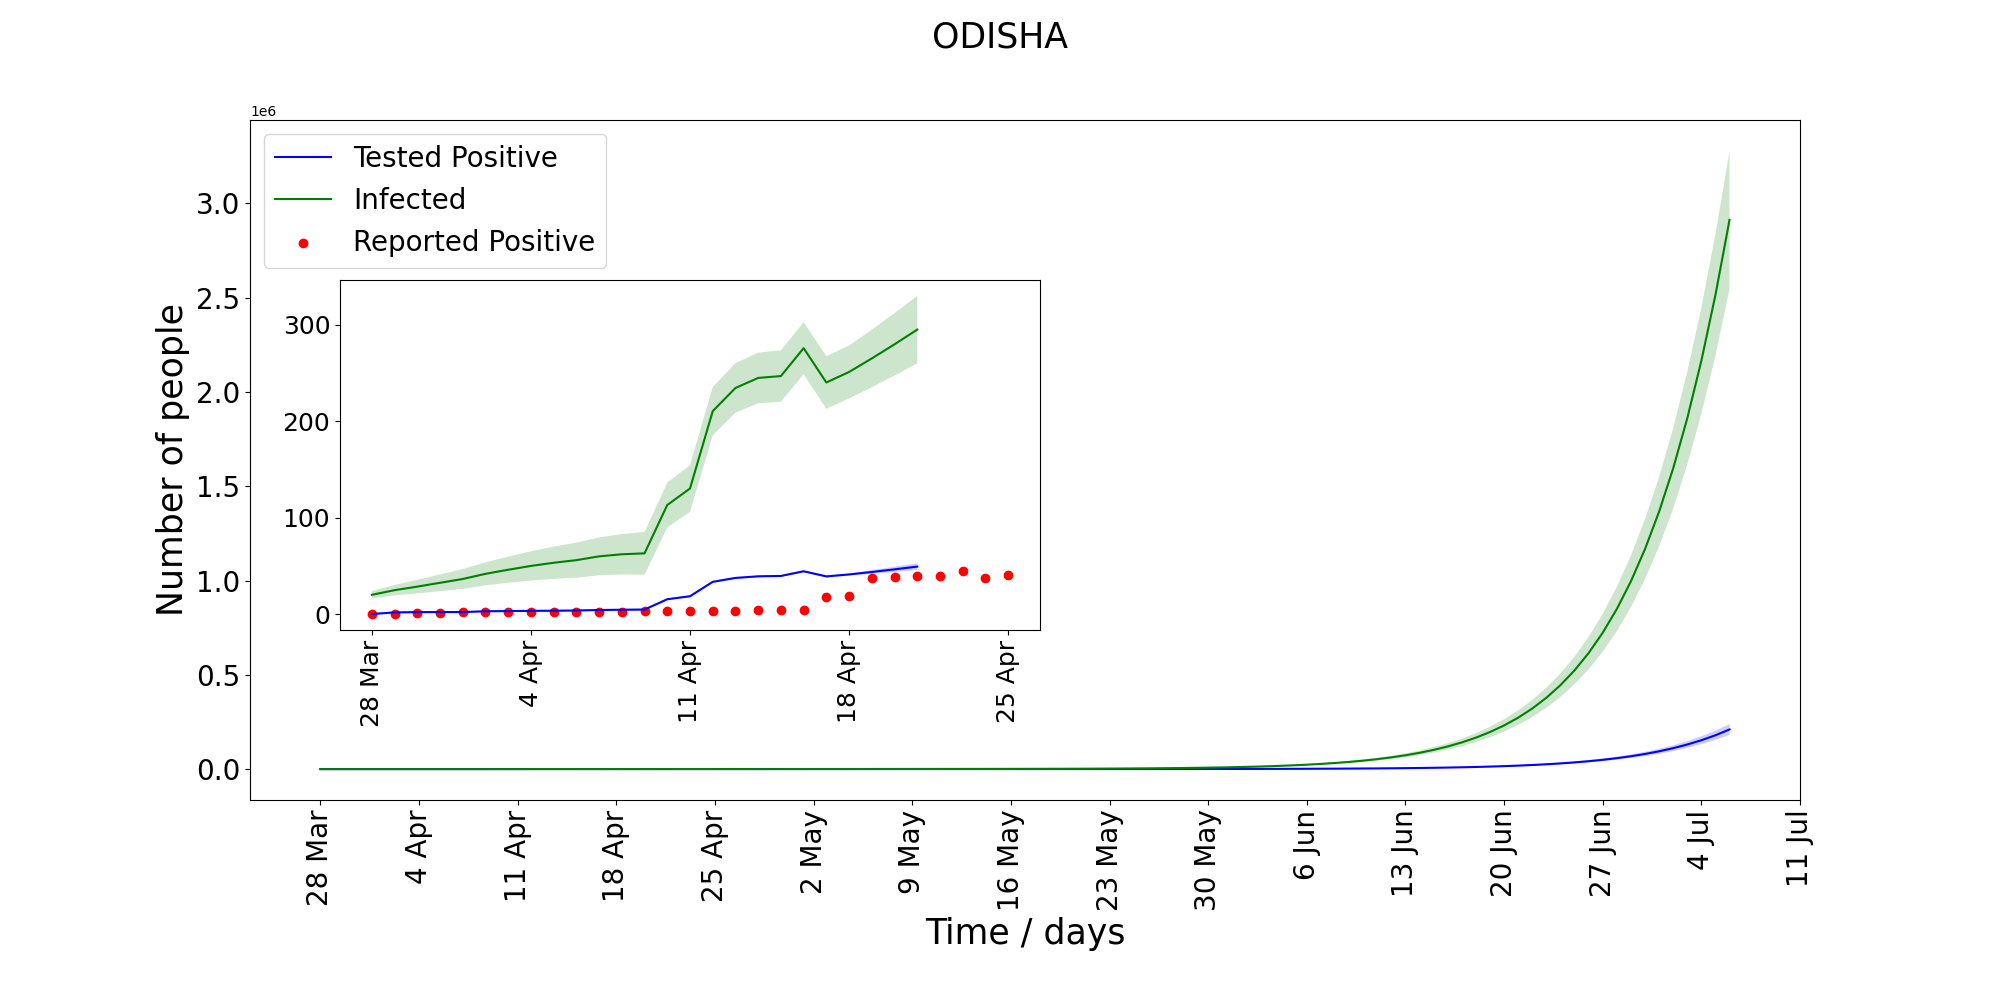 ODISHA
1e6
Tested Positive
Infected
Reported Positive
3.0
2.5
2.0
1.5
1.0
0.5
0.0
Number of people
300
200
100
0
28 Mar
4 Apr
11 Apr
18 Apr
25 Apr
28 Mar
4 Apr
11 Apr
18 Apr
25 Apr
2 May
9 May
16 May
23 May
30 May
6 Jun
13 Jun
20 Jun
27 Jun
4 Jul
11 Jul
Time / days